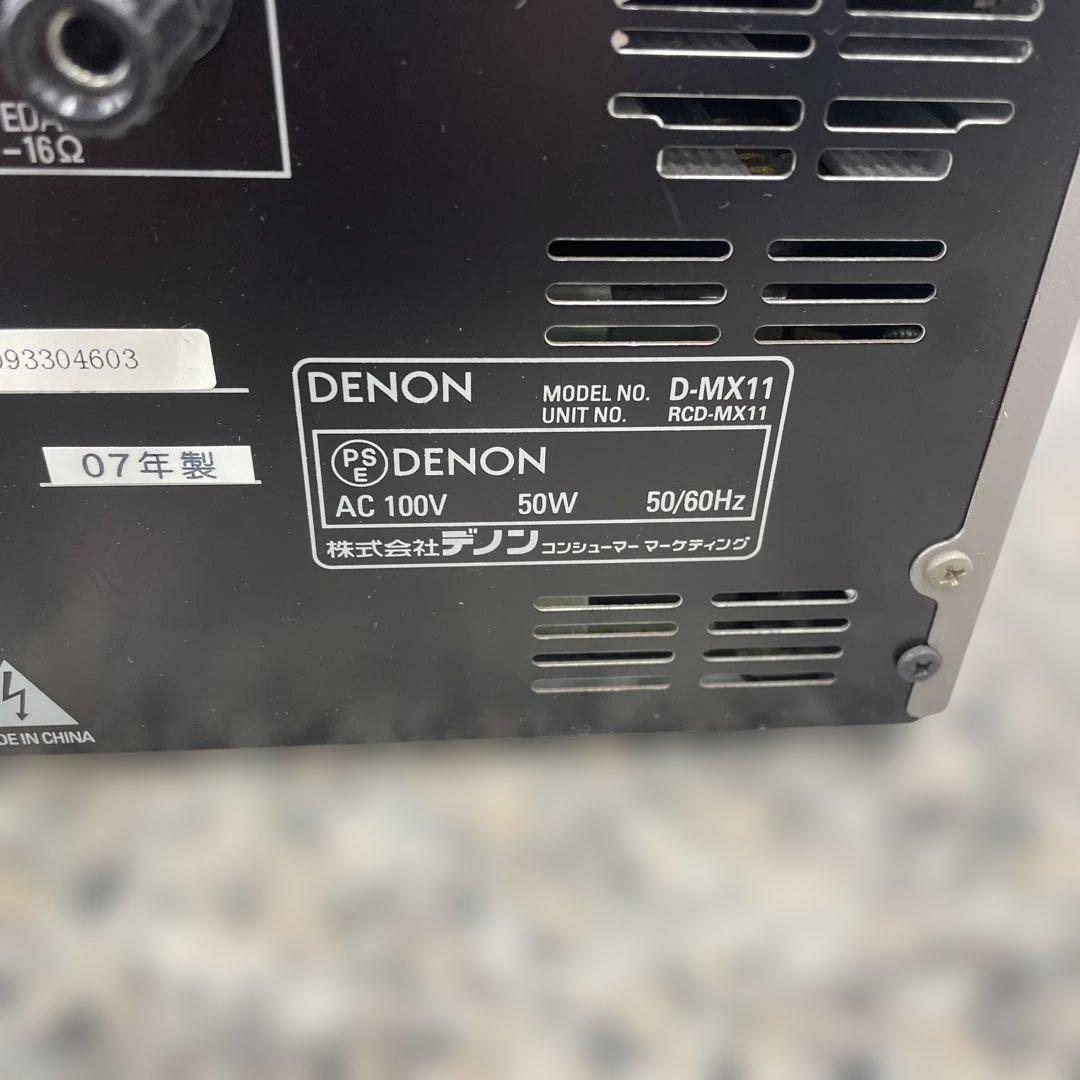 -16Ω
93304603
07年製
DENON
MODEL NO. D-MX11
UNIT NO. RCD-MX11
PS
E
DENON
AC 100V 50W 50/60Hz
株式会社デノン コンシューマー マーケティング
IN CHINA